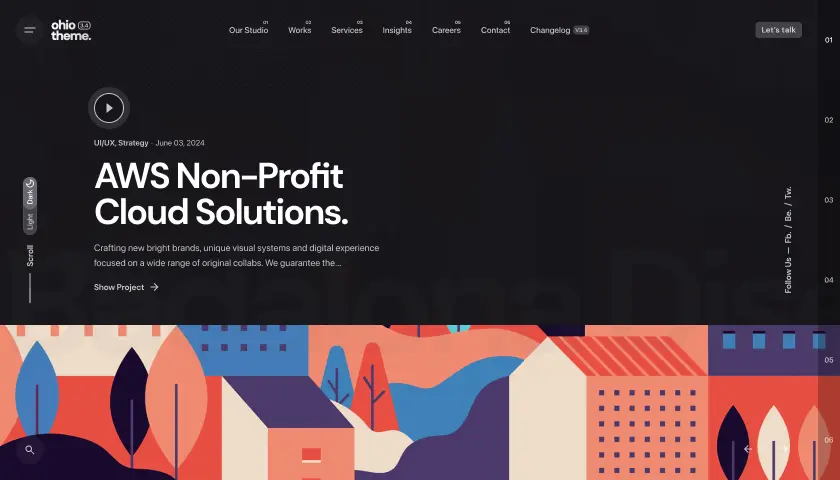 ohio 3.4
theme.
01 02 03 04 05 06
Our Studio Works Services Insights Careers Contact Changelog V3.4
Let's talk
UI/UX, Strategy · June 03, 2024
AWS Non-Profit
Cloud Solutions.
Crafting new bright brands, unique visual systems and digital experience
focused on a wide range of original collabs. We guarantee the...
Show Project
Light Dark
Scroll
Follow Us — Fb. / Be. / Tw.
01
02
03
04
05
06